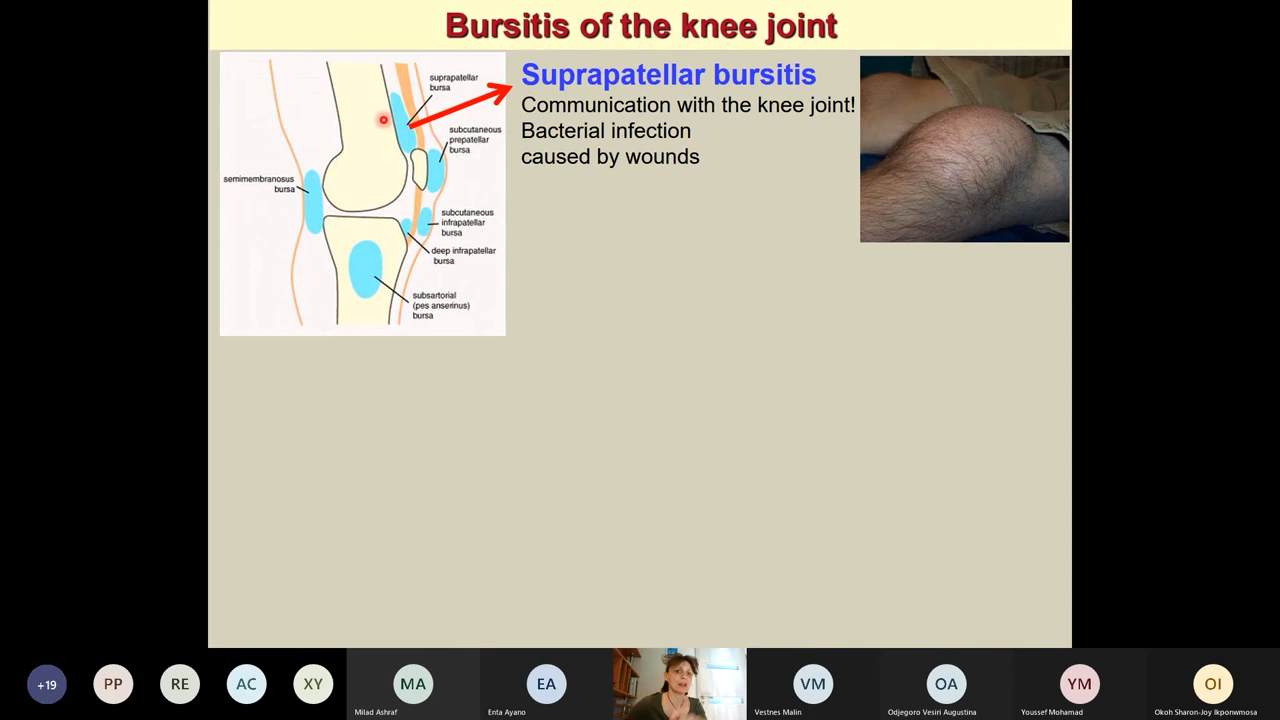 Bursitis of the knee joint
suprapatellar
bursa
subcutaneous
prepatellar
bursa
semimembranosus
bursa
subcutaneous
infrapatellar
bursa
deep infrapatellar
bursa
subsartorial
(pes anserinus)
bursa
Suprapatellar bursitis
Communication with the knee joint!
Bacterial infection
caused by wounds
+19
PP
RE
AC
XY
MA
Milad Ashraf
EA
Enta Ayano
VM
Vestnes Malin
OA
Odjegoro Vesiri Augustina
YM
Youssef Mohamad
OI
Okoh Sharon-Joy Ikponwmosa